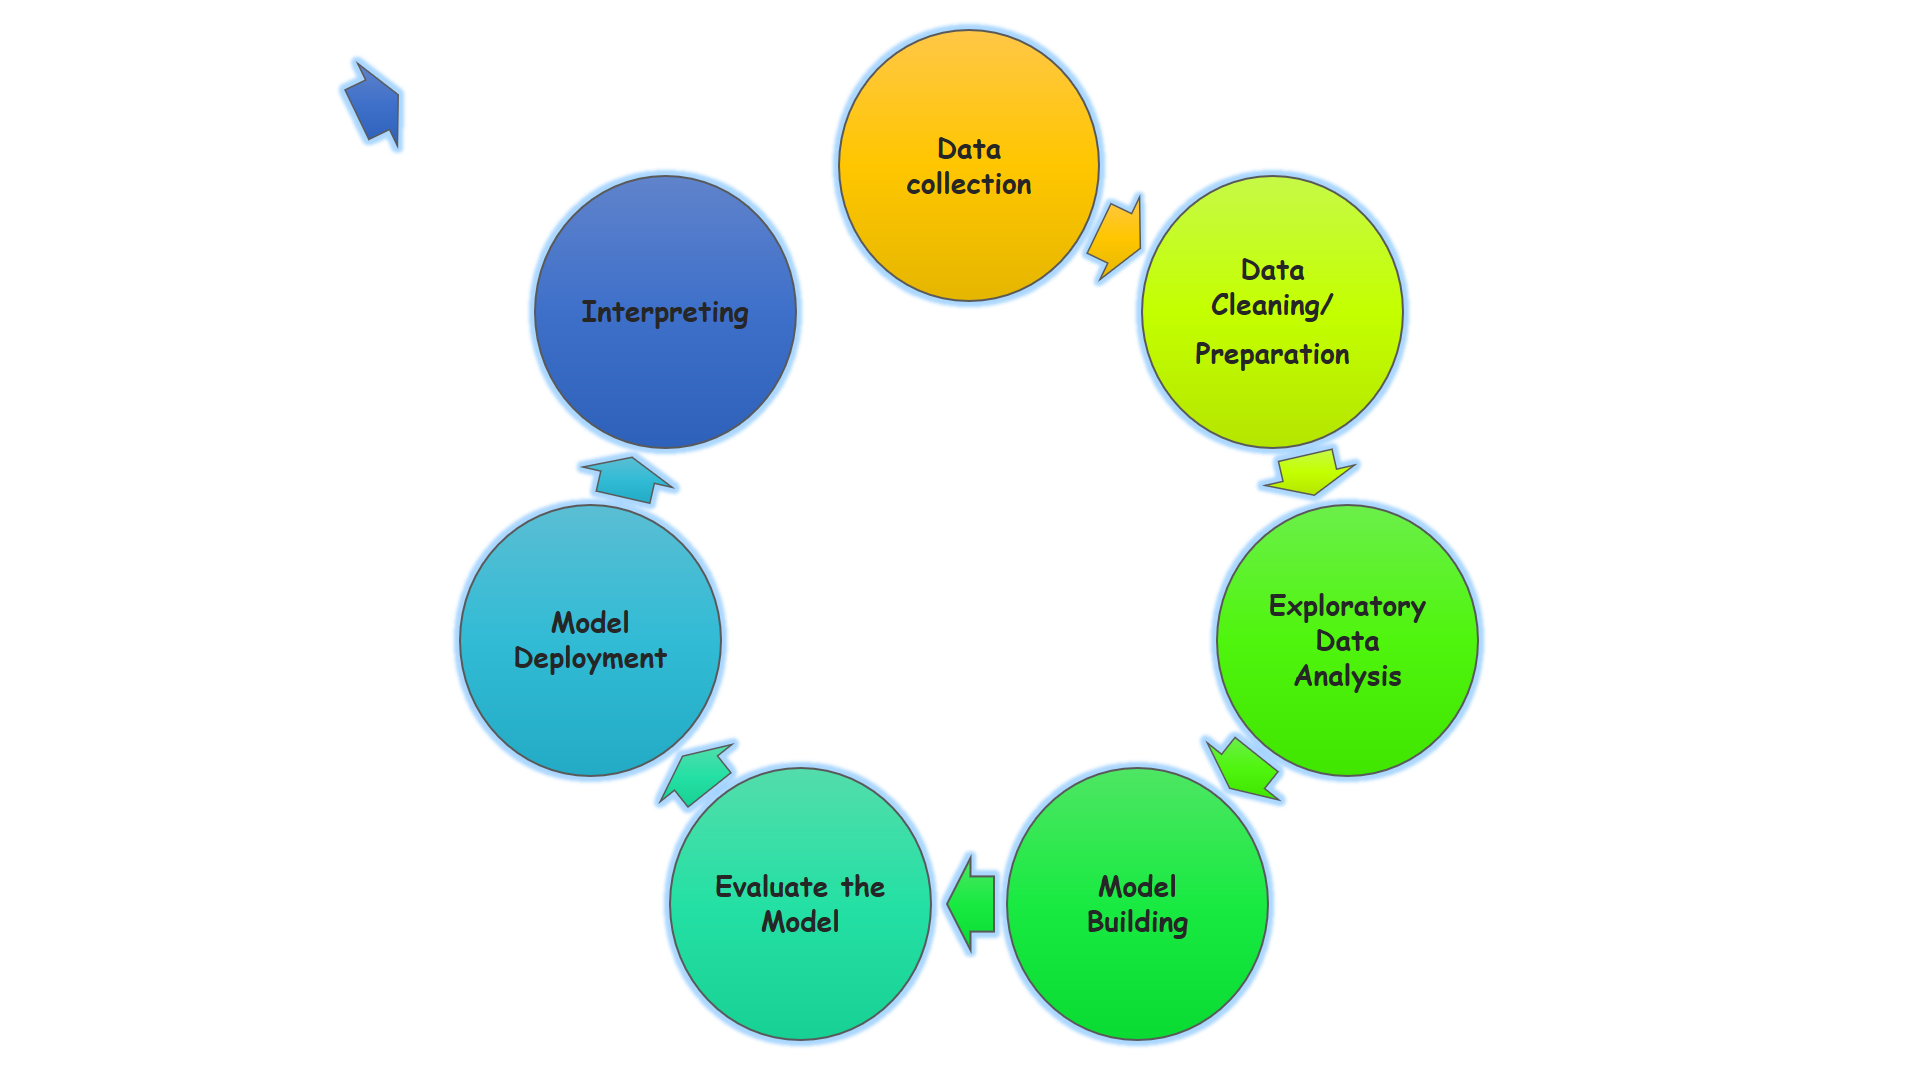 Data
collection
Data
Cleaning/
Preparation
Exploratory
Data
Analysis
Model
Building
Evaluate the
Model
Model
Deployment
Interpreting